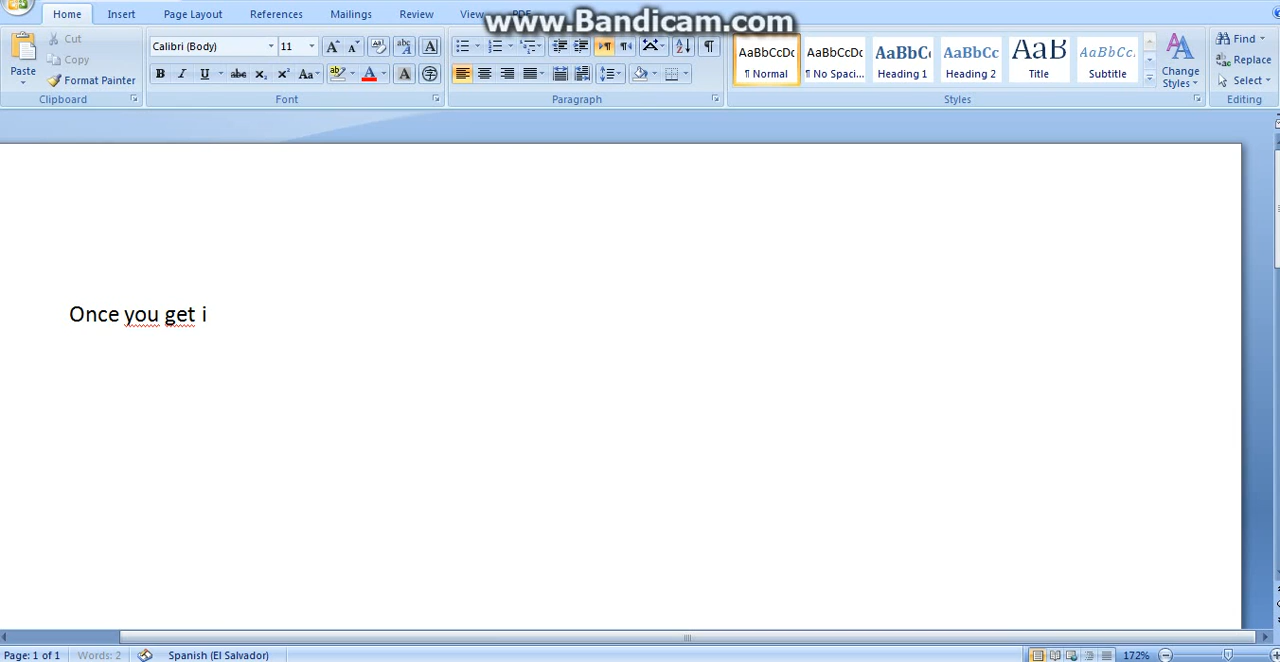 www.Bandicam.com
Home Insert Page Layout References Mailings Review View PDF
Cut
Copy
Format Painter
Paste
Clipboard
Calibri (Body) 11
Font
Paragraph
AaBbCcDc AaBbCcDc AaBbC AaBbCc AaB AaBbCc.
¶ Normal ¶ No Spaci... Heading 1 Heading 2 Title Subtitle
Styles
Change
Styles
Find
Replace
Select
Editing
Once you get i
Page: 1 of 1 Words: 2 Spanish (El Salvador) 172%